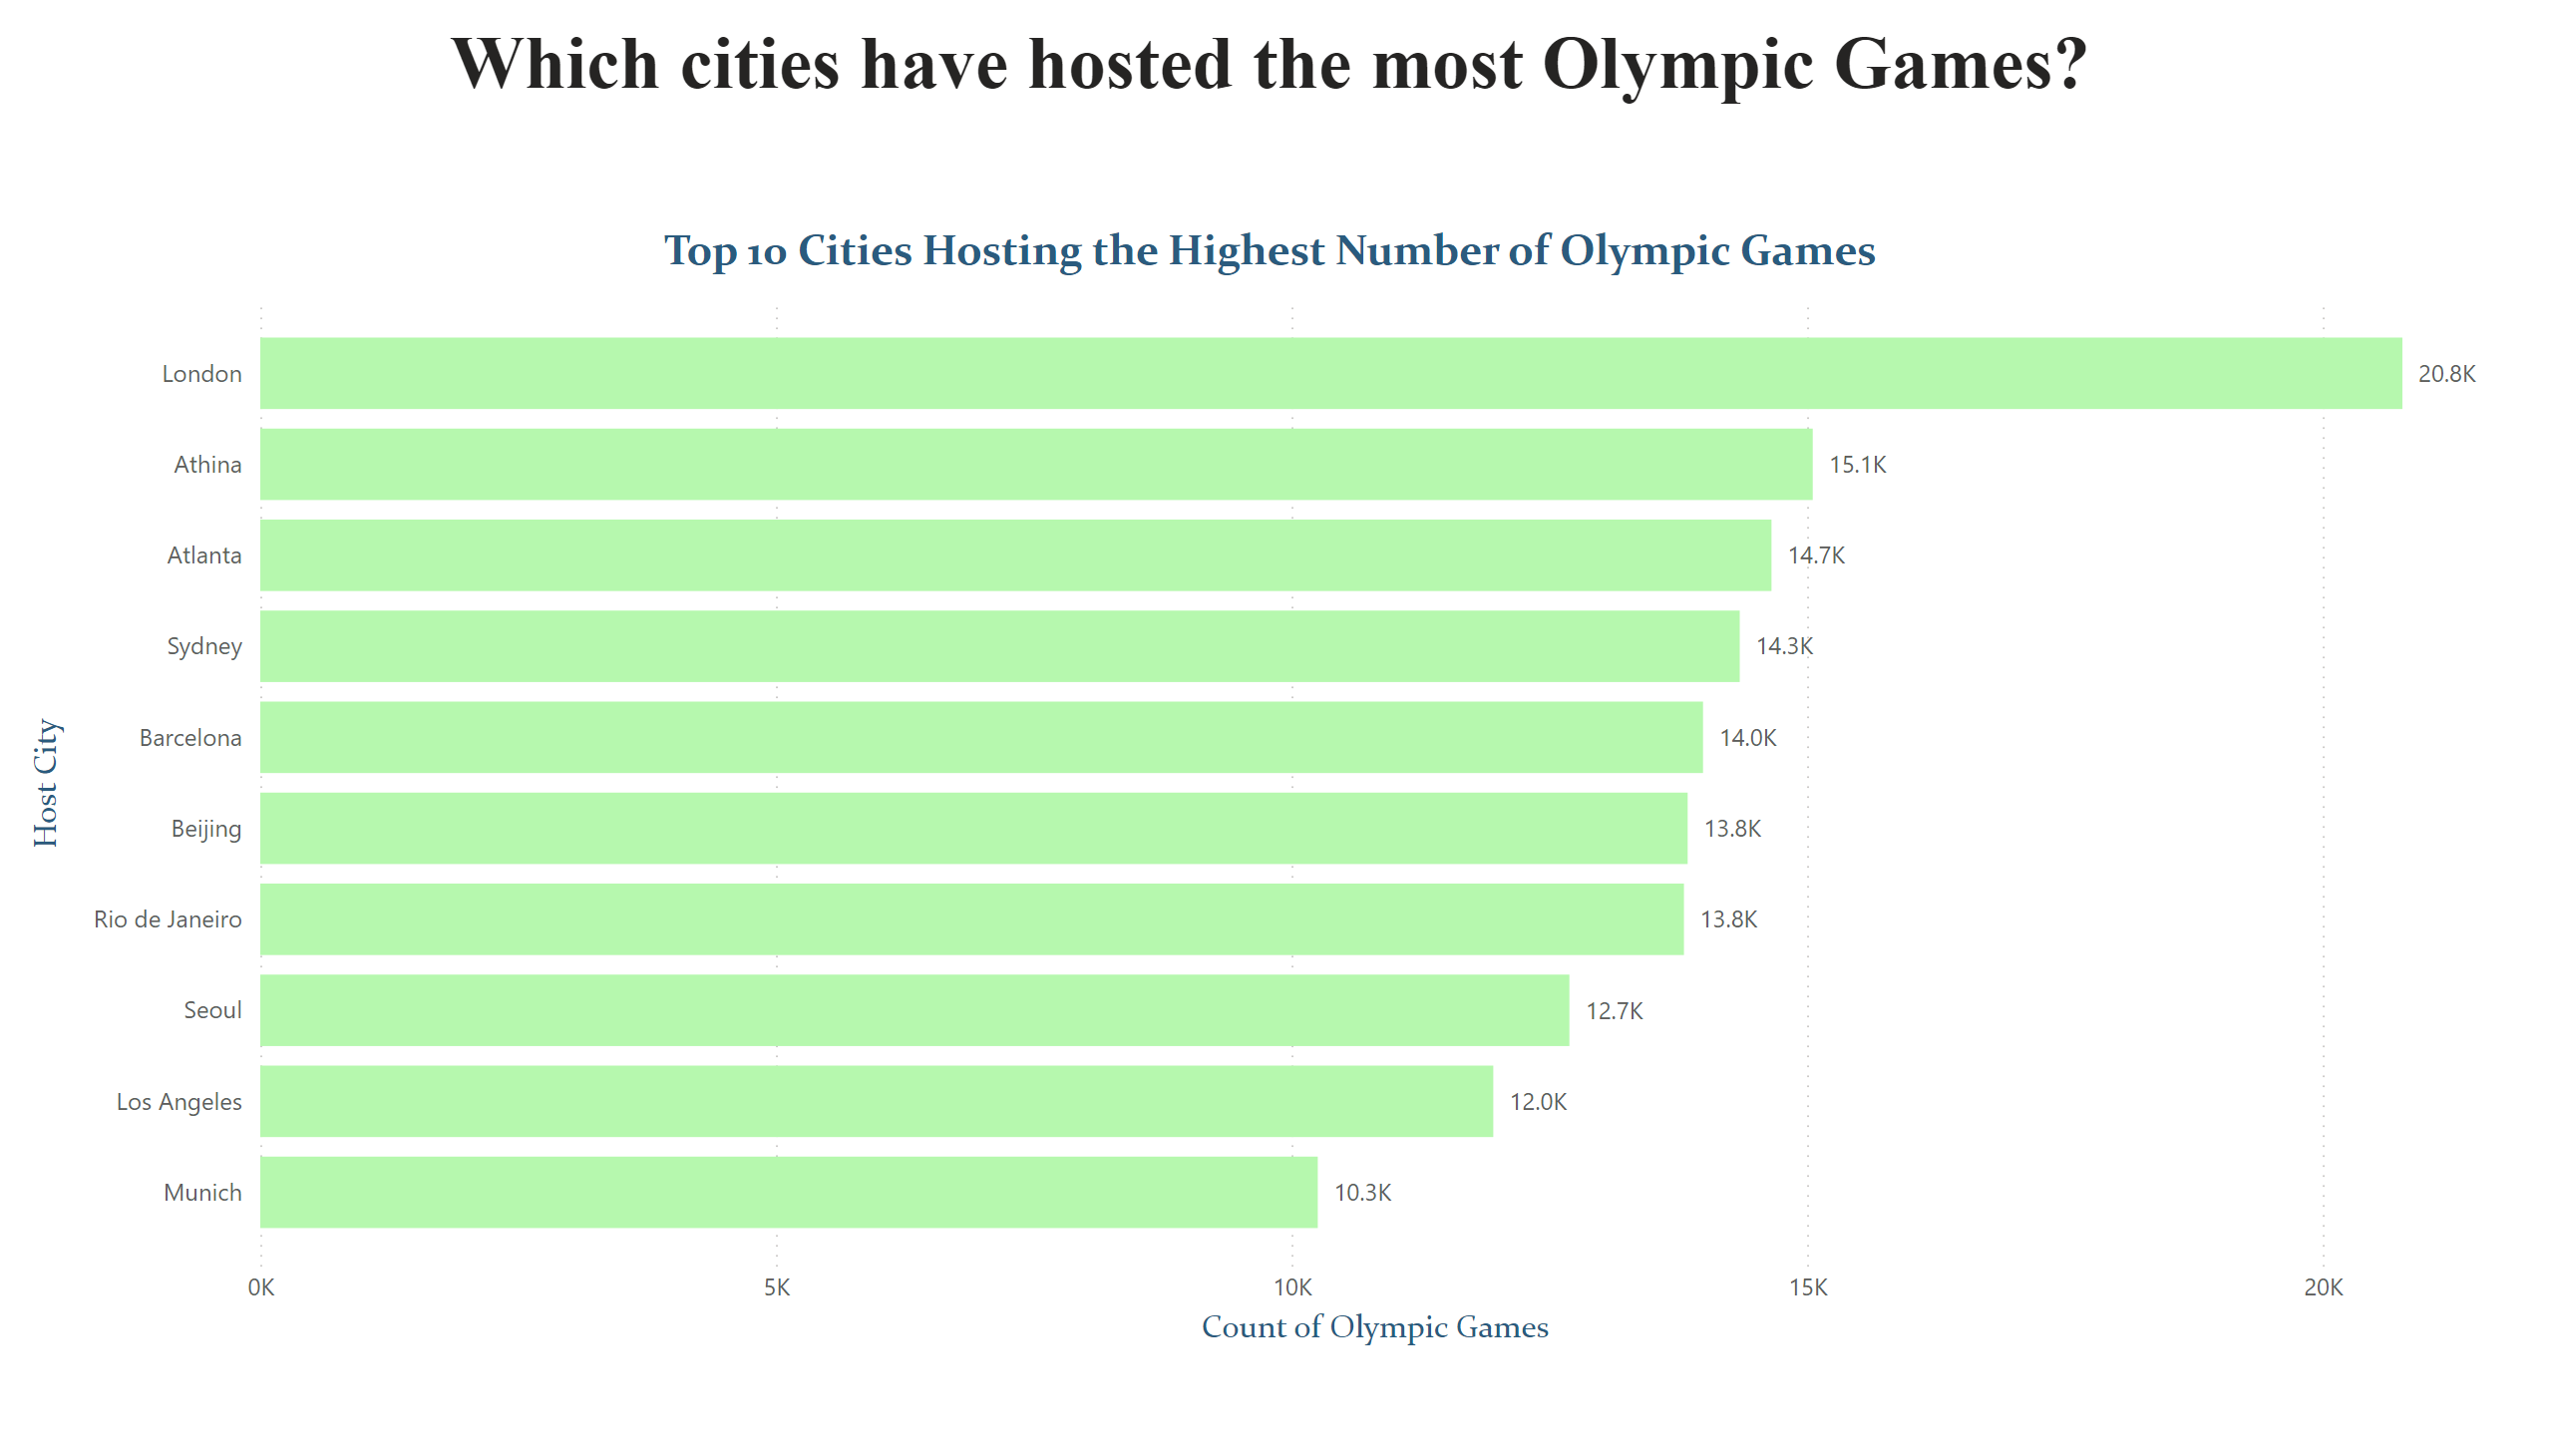 Which cities have hosted the most Olympic Games?
Top 10 Cities Hosting the Highest Number of Olympic Games
Host City
London 20.8K
Athina 15.1K
Atlanta 14.7K
Sydney 14.3K
Barcelona 14.0K
Beijing 13.8K
Rio de Janeiro 13.8K
Seoul 12.7K
Los Angeles 12.0K
Munich 10.3K
0K 5K 10K 15K 20K
Count of Olympic Games